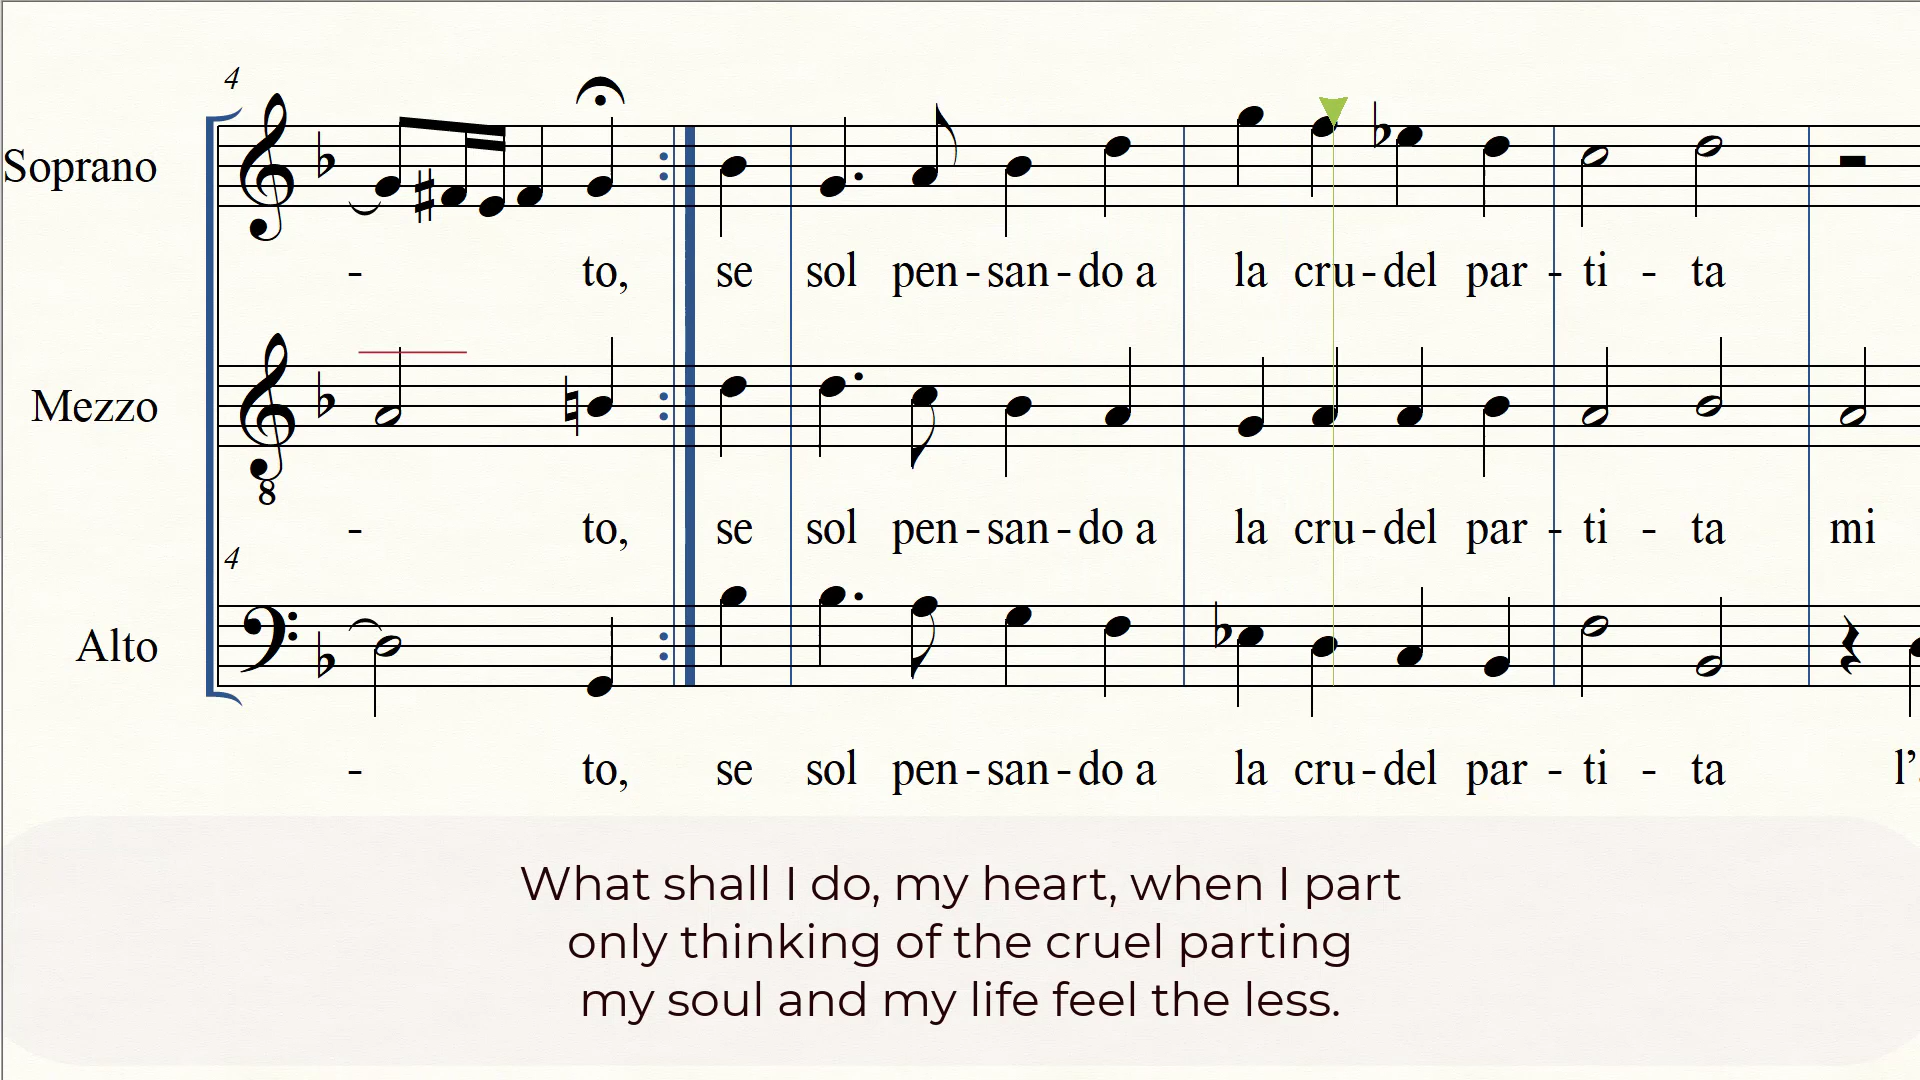 4
Soprano
- to, se sol pen - san - do a la cru - del par - ti - ta
Mezzo
8
- to, se sol pen - san - do a la cru - del par - ti - ta mi
4
Alto
- to, se sol pen - san - do a la cru - del par - ti - ta l’
What shall I do, my heart, when I part
only thinking of the cruel parting
my soul and my life feel the less.